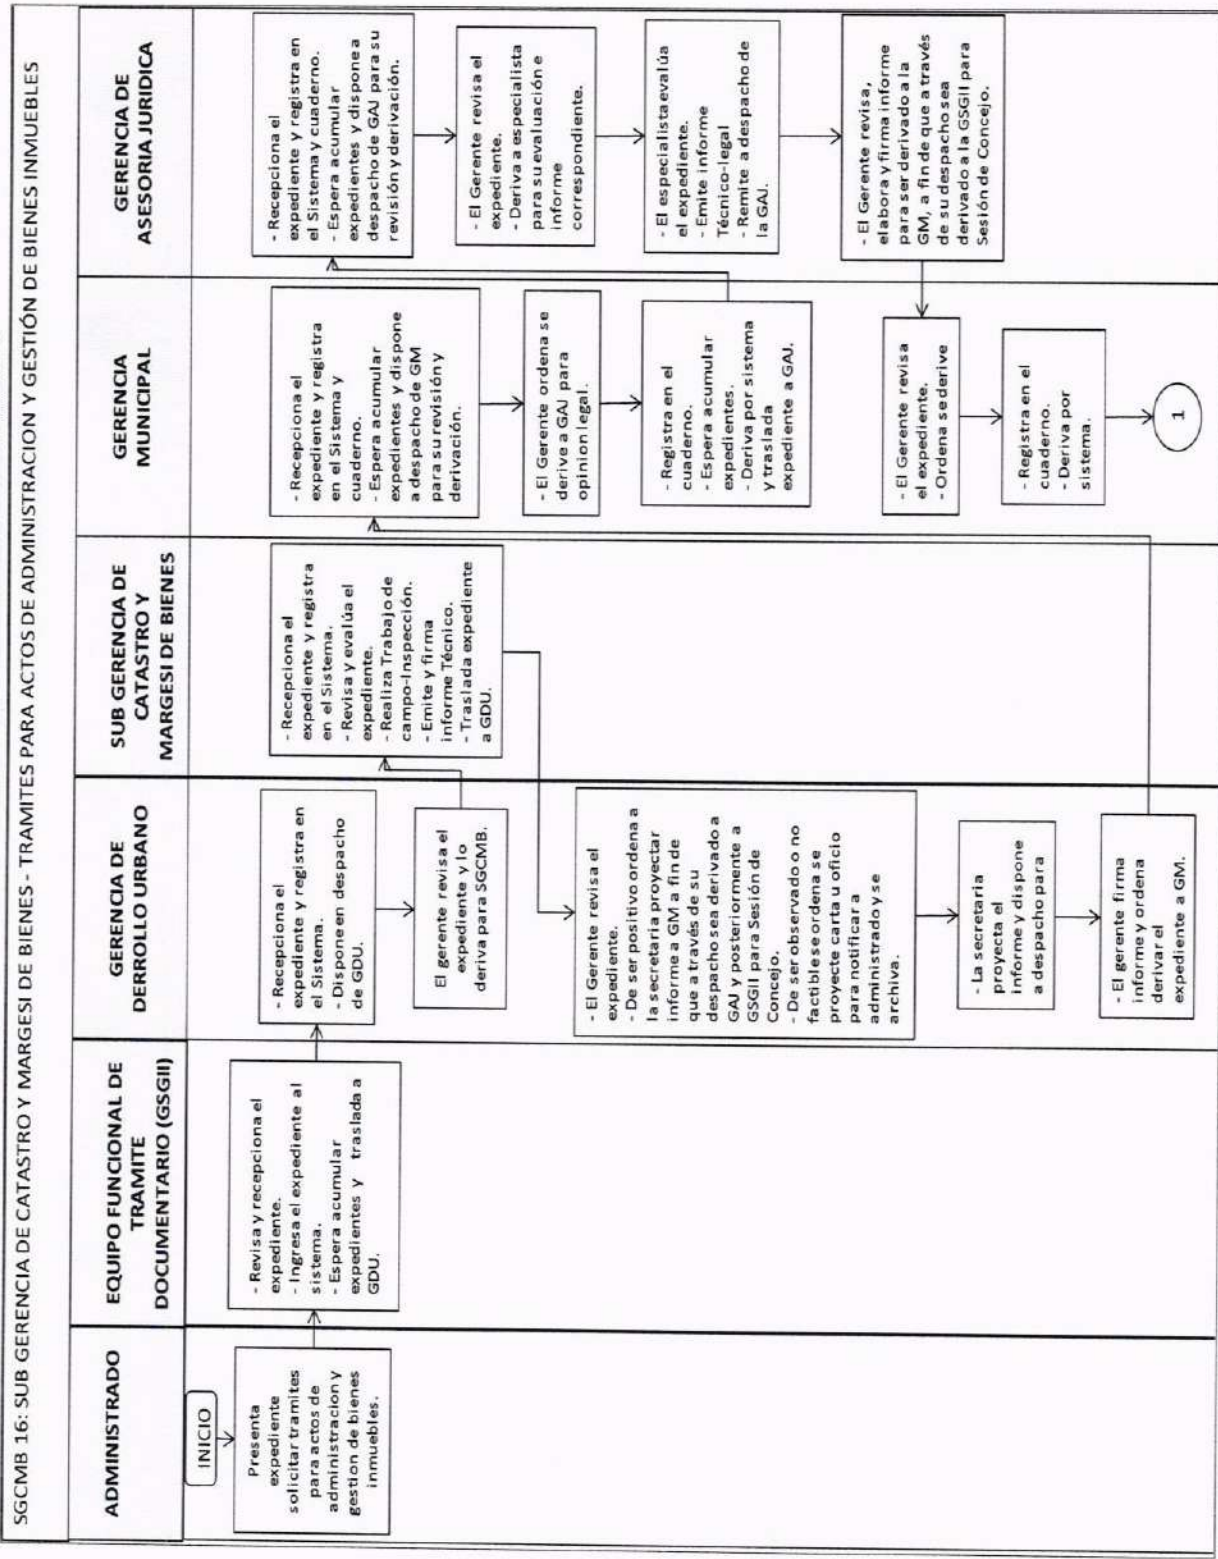 SGCMB 16: SUB GERENCIA DE CATASTRO Y MARGESI DE BIENES - TRAMITES PARA ACTOS DE ADMINISTRACION Y GESTIÓN DE BIENES INMUEBLES
ADMINISTRADO
INICIO
Presenta
expediente
solicitar tramites
para actos de
administracion y
gestion de bienes
inmuebles.
EQUIPO FUNCIONAL DE
TRAMITE
DOCUMENTARIO (GSGII)
- Revisa y recepciona el
expediente.
- Ingresa el expediente al
sistema.
- Espera acumular
expedientes y traslada a
GDU.
GERENCIA DE
DERROLLO URBANO
- Recepciona el
expediente y registra en
el Sistema.
- Dispone en despacho
de GDU.
El gerente revisa el
expediente y lo
deriva para SGCMB.
- El Gerente revisa el
expediente.
- De ser positivo ordena a
la secretaria proyectar
informe a GM a fin de
que a través de su
despacho sea derivado a
GAJ y posteriormente a
GSGII para Sesión de
Concejo.
- De ser observado o no
factible se ordena se
proyecte carta u oficio
para notificar a
administrado y se
archiva.
- La secretaria
proyecta el
informe y dispone
a despacho para
- El gerente firma
informe y ordena
derivar el
expediente a GM.
SUB GERENCIA DE
CATASTRO Y
MARGESI DE BIENES
- Recepciona el
expediente y registra
en el Sistema.
- Revisa y evalúa el
expediente.
- Realiza Trabajo de
campo-Inspección.
- Emite y firma
informe Técnico.
- Traslada expediente
a GDU.
GERENCIA
MUNICIPAL
- Recepciona el
expediente y registra
en el Sistema y
cuaderno.
- Espera acumular
expedientes y dispone
a despacho de GM
para su revisión y
derivación.
- El Gerente ordena se
derive a GAJ para
opinion legal.
- Registra en el
cuaderno.
- Espera acumular
expedientes.
- Deriva por sistema
y traslada
expediente a GAJ.
- El Gerente revisa
el expediente.
- Ordena se derive
- Registra en el
cuaderno.
- Deriva por
sistema.
1
GERENCIA DE
ASESORIA JURIDICA
- Recepciona el
expediente y registra en
el Sistema y cuaderno.
- Espera acumular
expedientes y dispone a
despacho de GAJ para su
revisión y derivación.
- El Gerente revisa el
expediente.
- Deriva a especialista
para su evaluación e
informe
correspondiente.
- El especialista evalúa
el expediente.
- Emite informe
Técnico-legal
- Remite a despacho de
la GAJ.
- El Gerente revisa,
elabora y firma informe
para ser derivado a la
GM, a fin de que a través
de su despacho sea
derivado a la GSGII para
Sesión de Concejo.